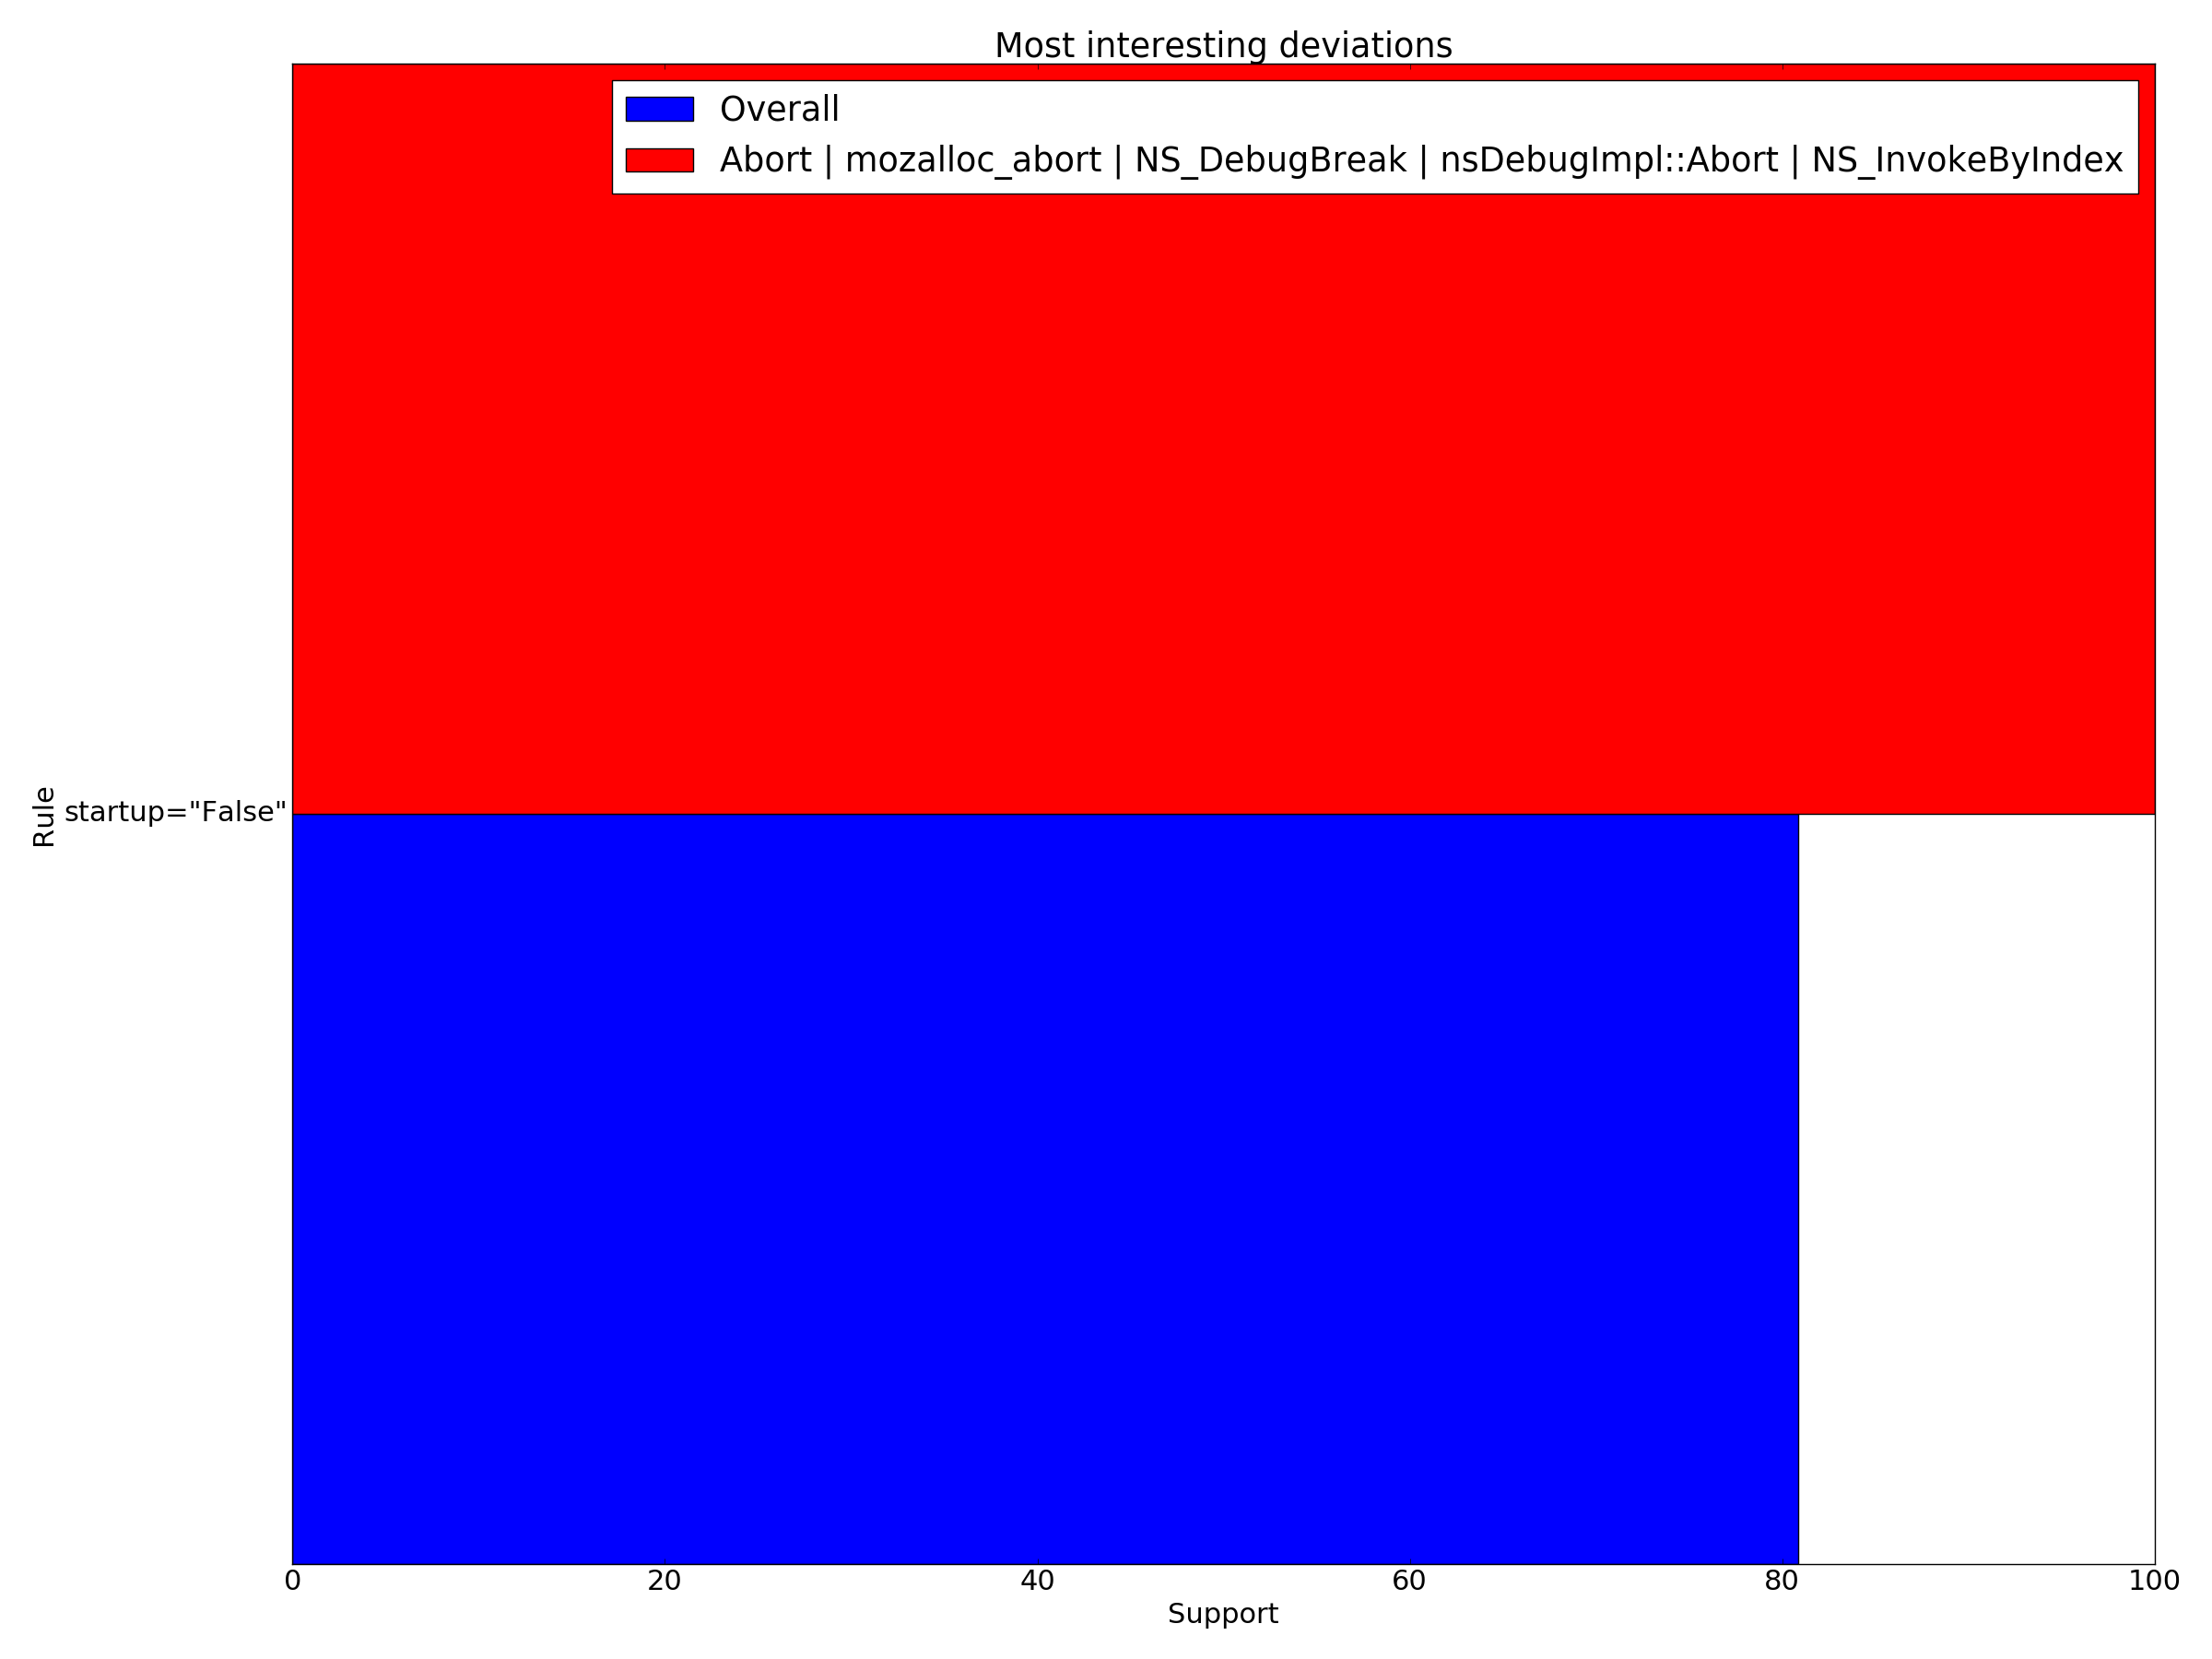 Most interesting deviations
Overall
Abort | mozalloc_abort | NS_DebugBreak | nsDebugImpl::Abort | NS_InvokeByIndex
Rule
startup="False"
0 20 40 60 80 100
Support